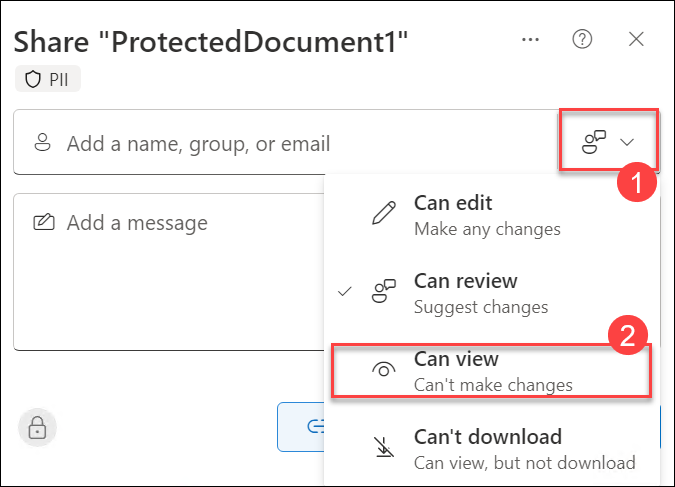 Share "ProtectedDocument1"
PII
Add a name, group, or email
1
Add a message
Can edit
Make any changes
Can review
Suggest changes
2
Can view
Can't make changes
Can't download
Can view, but not download